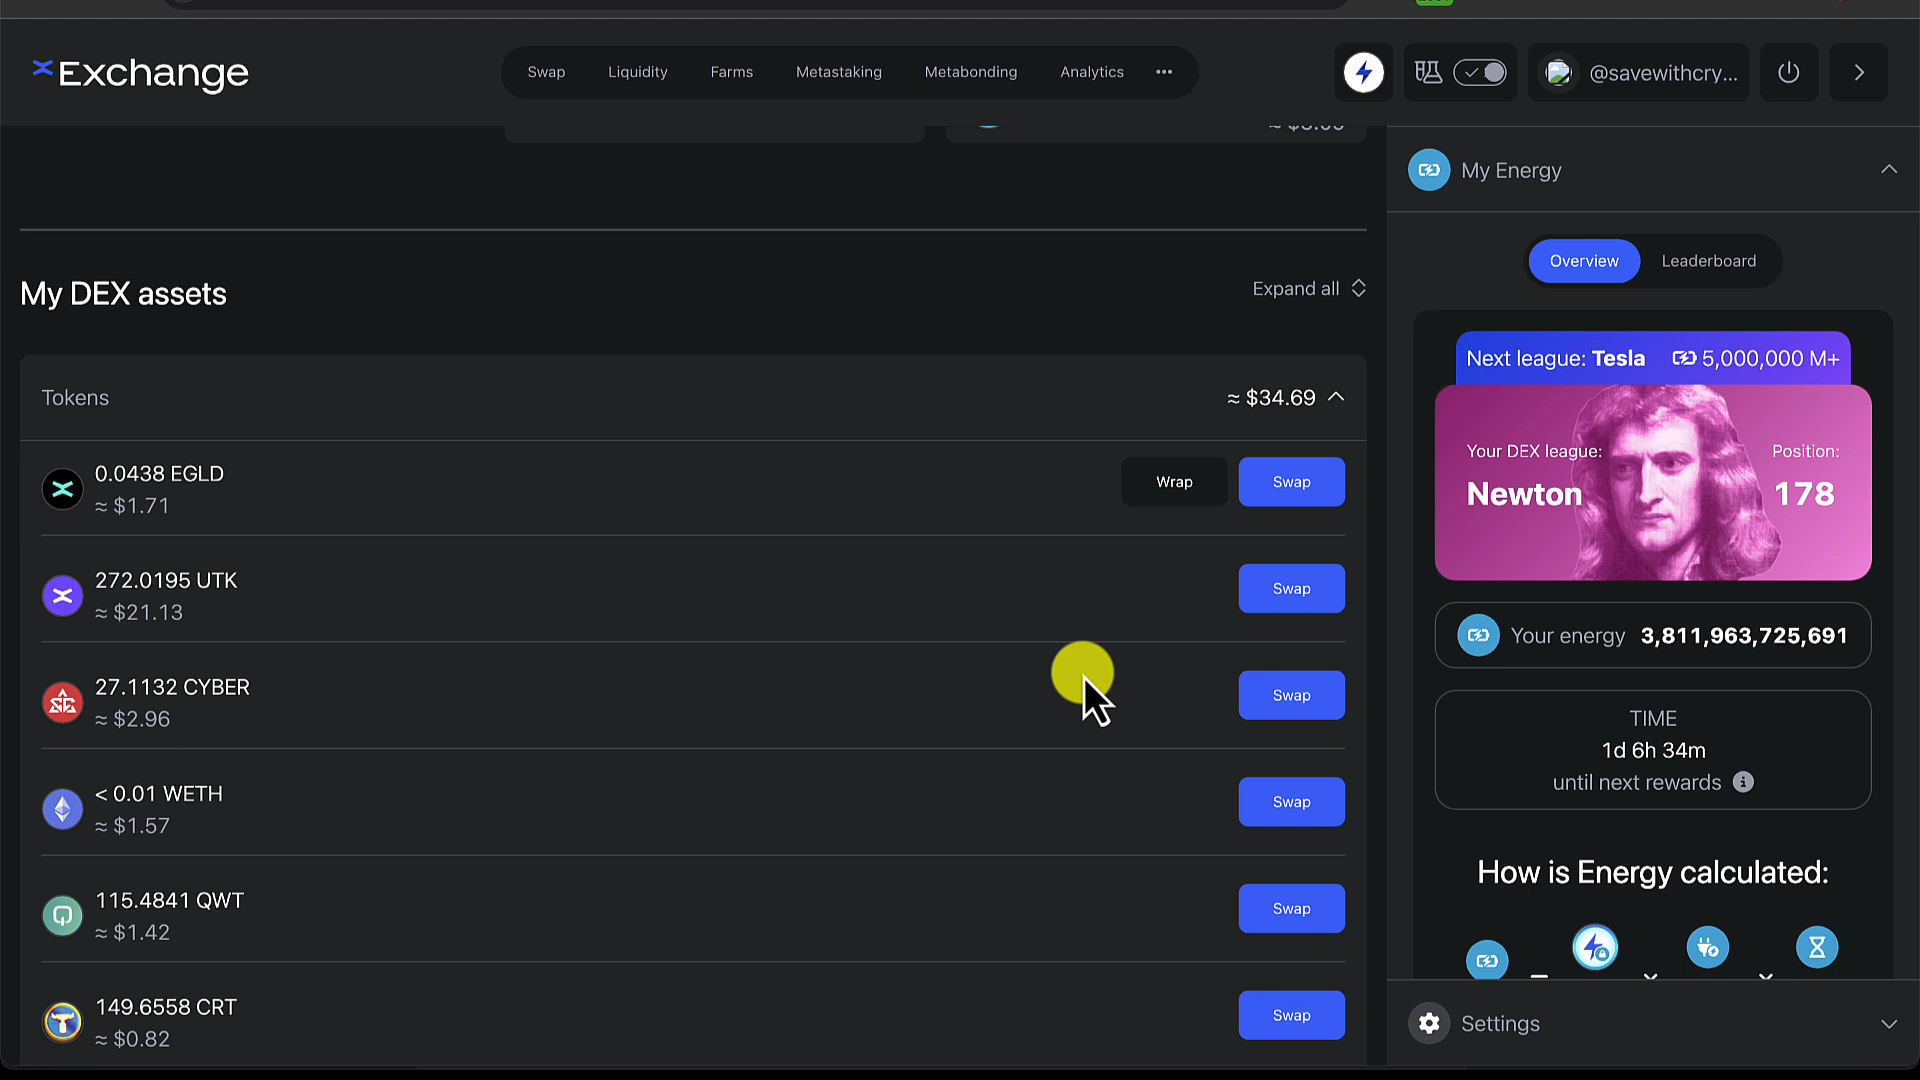 Exchange
Swap
Liquidity
Farms
Metastaking
Metabonding
Analytics
•••
@savewithcry...
My Energy
Overview
Leaderboard
My DEX assets
Expand all
Tokens
≈ $34.69
0.0438 EGLD
≈ $1.71
Wrap
Swap
272.0195 UTK
≈ $21.13
Swap
27.1132 CYBER
≈ $2.96
Swap
< 0.01 WETH
≈ $1.57
Swap
115.4841 QWT
≈ $1.42
Swap
149.6558 CRT
≈ $0.82
Swap
Next league: Tesla
5,000,000 M+
Your DEX league:
Newton
Position:
178
Your energy 3,811,963,725,691
TIME
1d 6h 34m
until next rewards
How is Energy calculated:
Settings